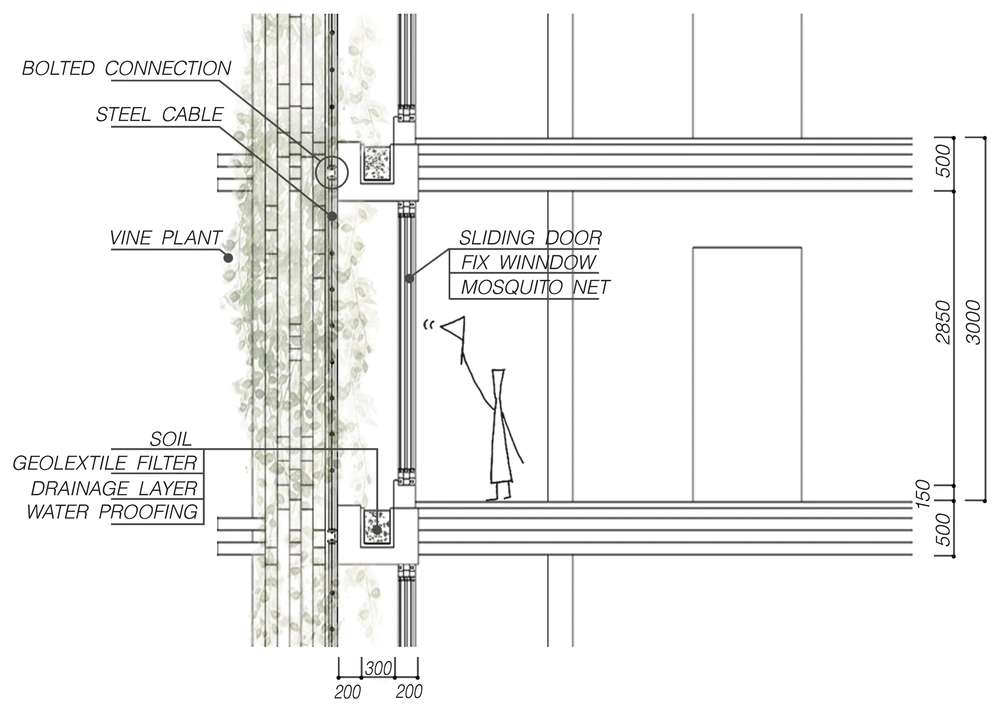 BOLTED CONNECTION
STEEL CABLE
VINE PLANT
SLIDING DOOR
FIX WINNDOW
MOSQUITO NET
SOIL
GEOLEXTILE FILTER
DRAINAGE LAYER
WATER PROOFING
500
2850
3000
150
500
300
200
200